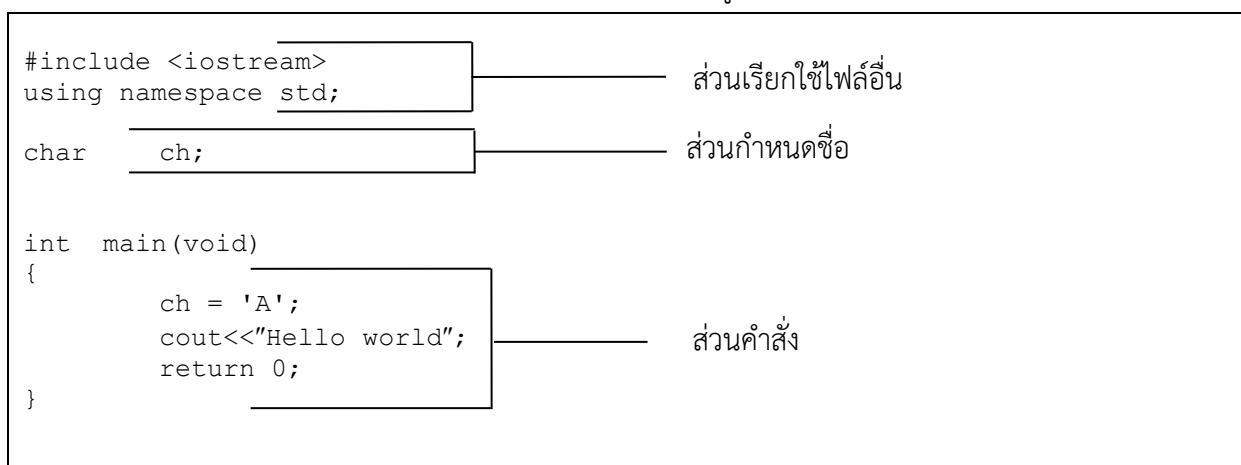 #include <iostream>
using namespace std;
ส่วนเรียกใช้ไฟล์อื่น
char ch;
ส่วนกำหนดชื่อ
int main(void)
{
ch = 'A';
cout<<″Hello world″;
ส่วนคำสั่ง
return 0;
}